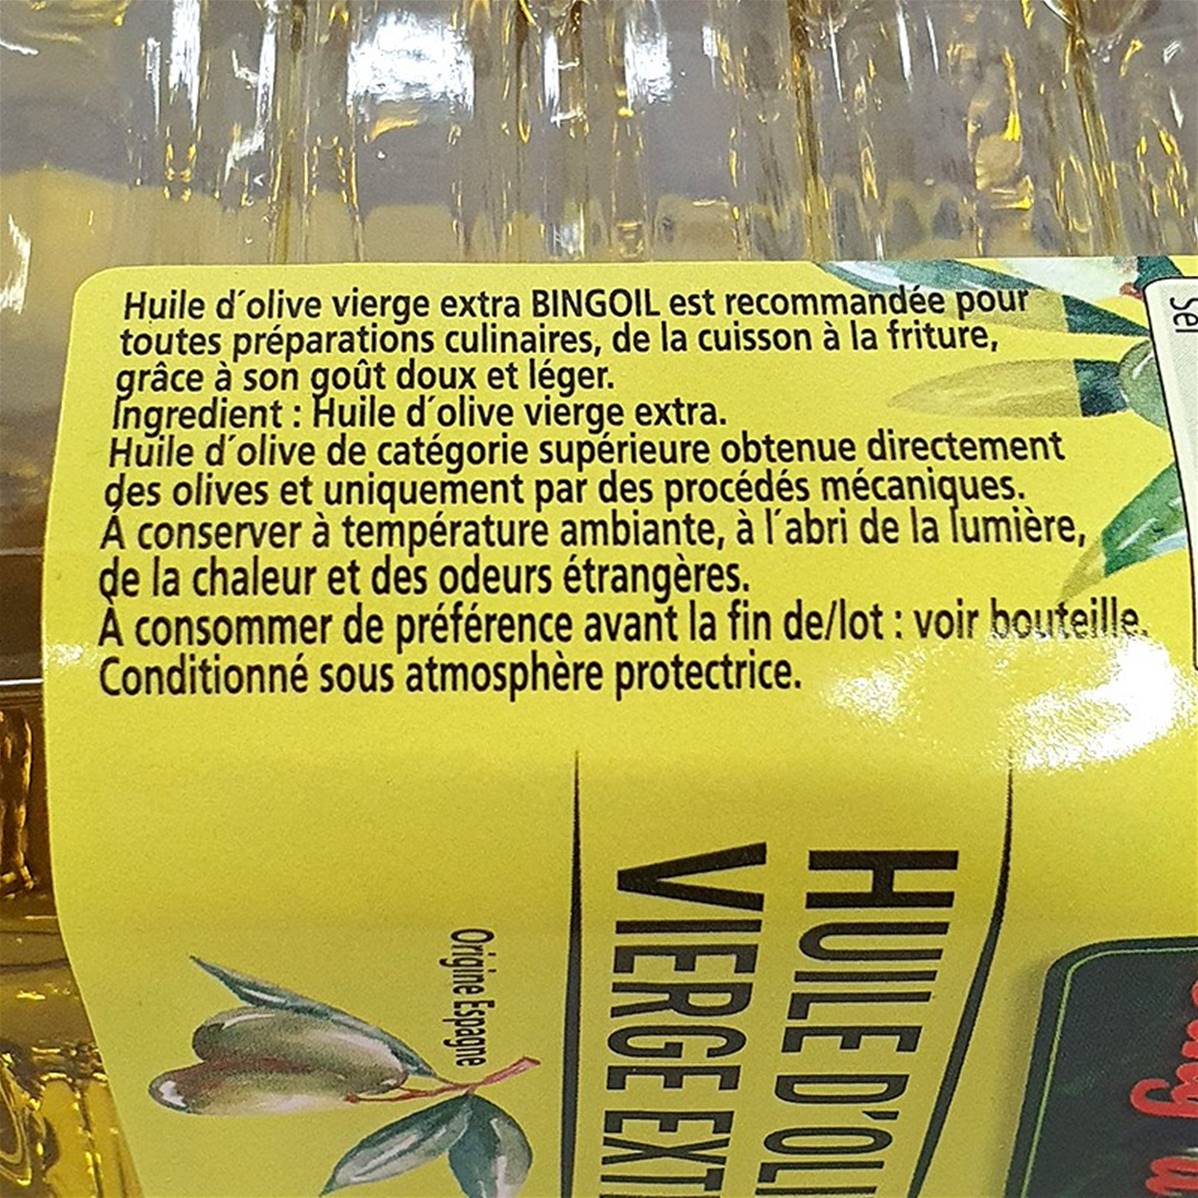 Huile d´olive vierge extra BINGOIL est recommandée pour
toutes préparations culinaires, de la cuisson à la friture,
grâce à son goût doux et léger.
Ingredient : Huile d´olive vierge extra.
Huile d´olive de catégorie supérieure obtenue directement
des olives et uniquement par des procédés mécaniques.
À conserver à température ambiante, à l´abri de la lumière,
de la chaleur et des odeurs étrangères.
À consommer de préférence avant la fin de/lot : voir bouteille.
Conditionné sous atmosphère protectrice.
Sel
HUILE D'OLI
VIERGE EXT
Origine Espagne